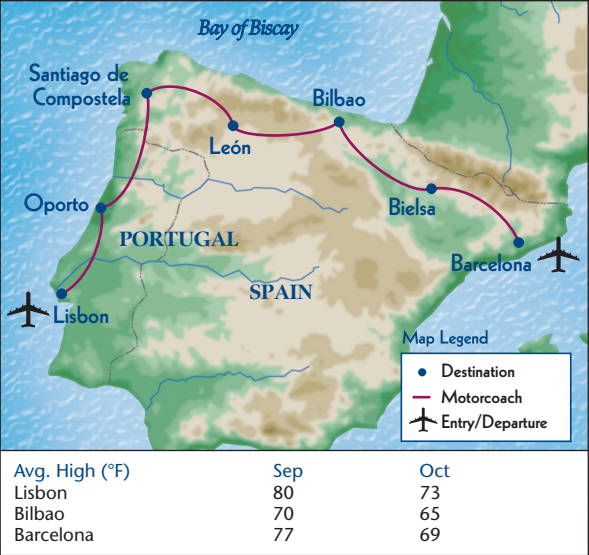 Bay of Biscay
Santiago de
Compostela
Bilbao
León
Oporto
Bielsa
PORTUGAL
Barcelona
SPAIN
Lisbon
Map Legend
Destination
Motorcoach
Entry/Departure
Avg. High (°F) Sep Oct
Lisbon 80 73
Bilbao 70 65
Barcelona 77 69